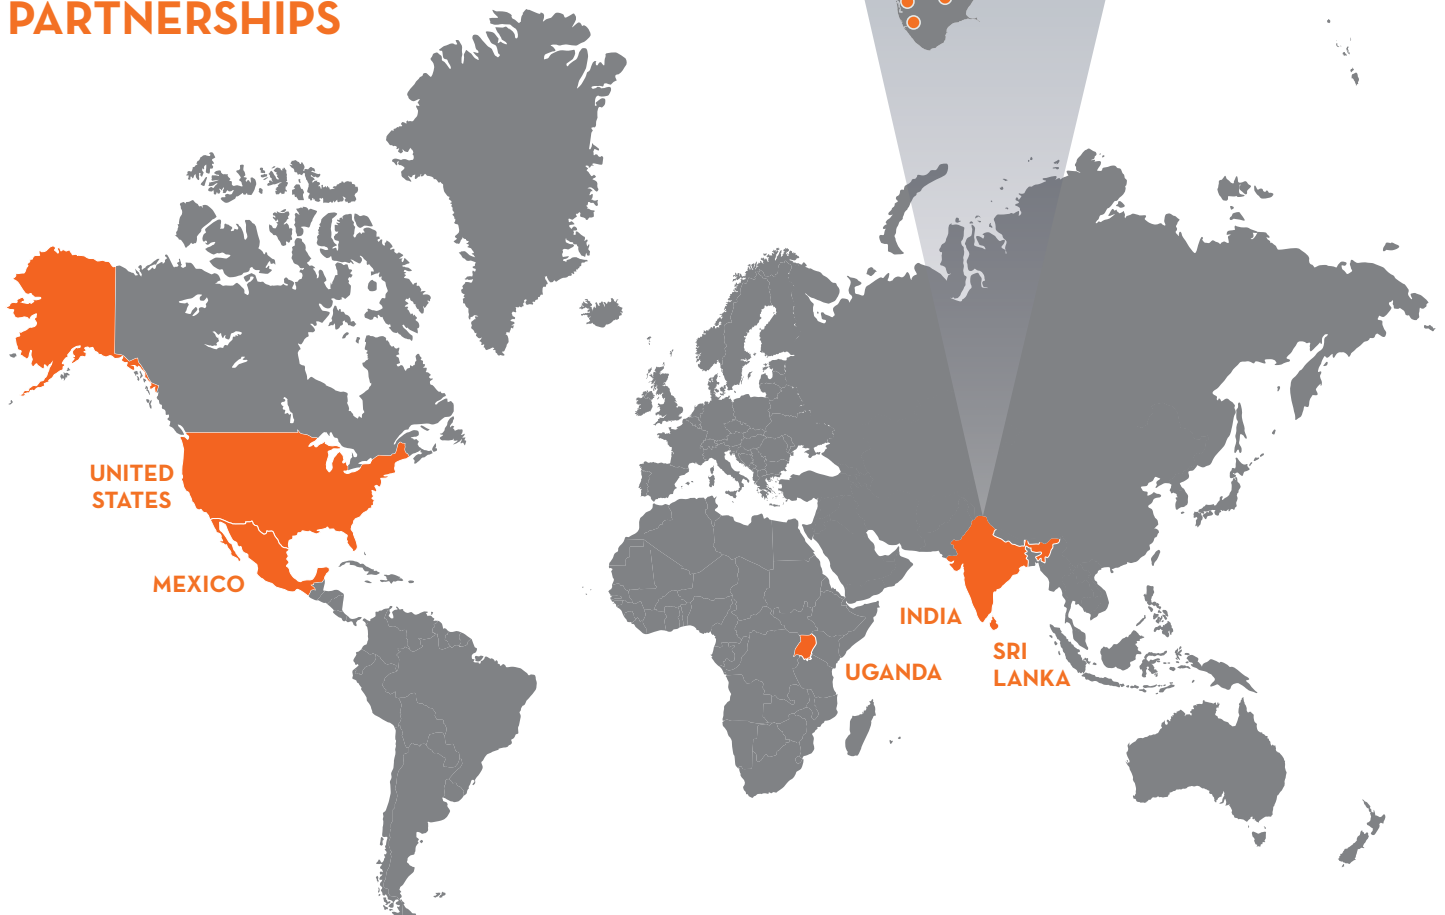 PARTNERSHIPS
UNITED
STATES
MEXICO
INDIA
SRI
LANKA
UGANDA